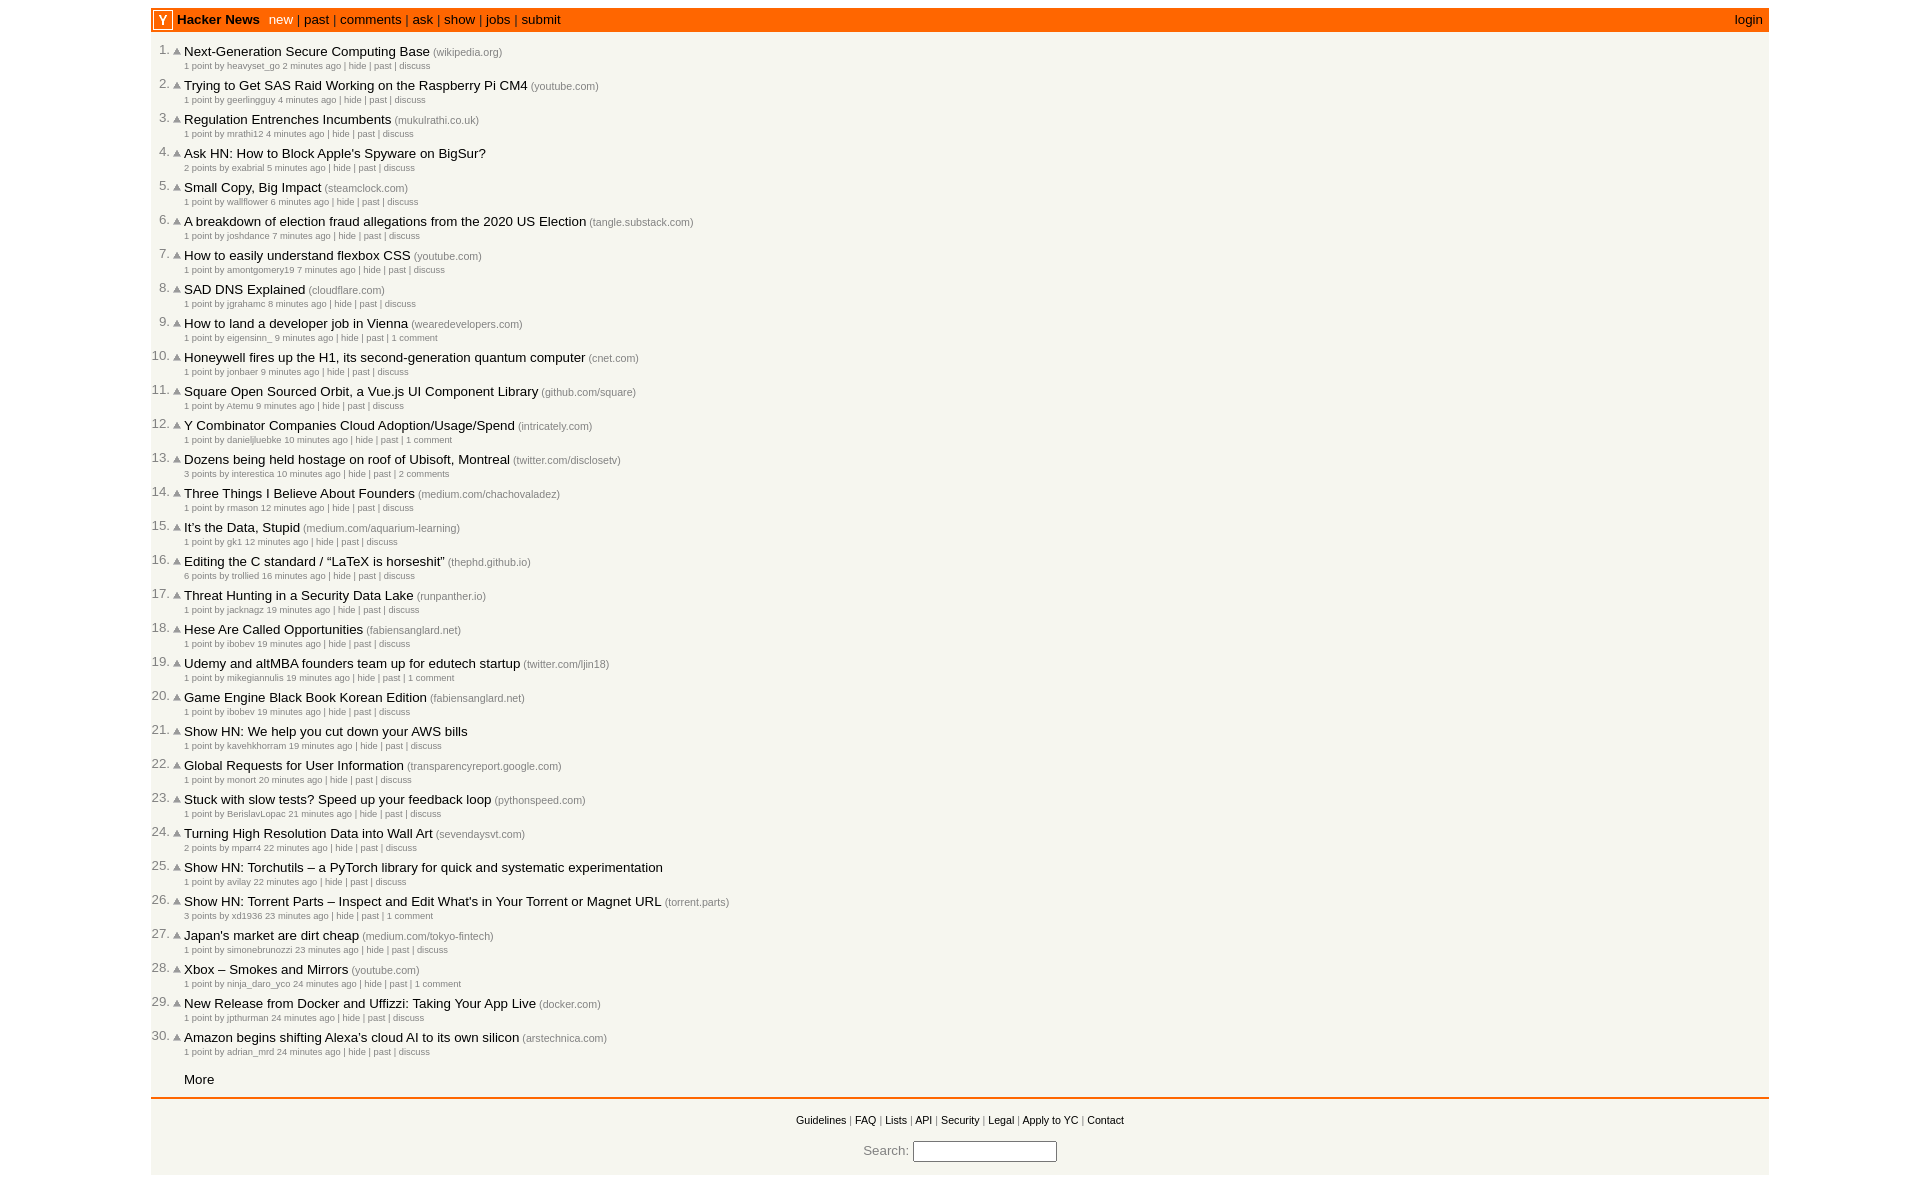 Y Hacker News new | past | comments | ask | show | jobs | submit login
1. Next-Generation Secure Computing Base (wikipedia.org)
1 point by heavyset_go 2 minutes ago | hide | past | discuss
2. Trying to Get SAS Raid Working on the Raspberry Pi CM4 (youtube.com)
1 point by geerlingguy 4 minutes ago | hide | past | discuss
3. Regulation Entrenches Incumbents (mukulrathi.co.uk)
1 point by mrathi12 4 minutes ago | hide | past | discuss
4. Ask HN: How to Block Apple's Spyware on BigSur?
2 points by exabrial 5 minutes ago | hide | past | discuss
5. Small Copy, Big Impact (steamclock.com)
1 point by wallflower 6 minutes ago | hide | past | discuss
6. A breakdown of election fraud allegations from the 2020 US Election (tangle.substack.com)
1 point by joshdance 7 minutes ago | hide | past | discuss
7. How to easily understand flexbox CSS (youtube.com)
1 point by amontgomery19 7 minutes ago | hide | past | discuss
8. SAD DNS Explained (cloudflare.com)
1 point by jgrahamc 8 minutes ago | hide | past | discuss
9. How to land a developer job in Vienna (wearedevelopers.com)
1 point by eigensinn_ 9 minutes ago | hide | past | 1 comment
10. Honeywell fires up the H1, its second-generation quantum computer (cnet.com)
1 point by jonbaer 9 minutes ago | hide | past | discuss
11. Square Open Sourced Orbit, a Vue.js UI Component Library (github.com/square)
1 point by Atemu 9 minutes ago | hide | past | discuss
12. Y Combinator Companies Cloud Adoption/Usage/Spend (intricately.com)
1 point by danieljluebke 10 minutes ago | hide | past | 1 comment
13. Dozens being held hostage on roof of Ubisoft, Montreal (twitter.com/disclosetv)
3 points by interestica 10 minutes ago | hide | past | 2 comments
14. Three Things I Believe About Founders (medium.com/chachovaladez)
1 point by rmason 12 minutes ago | hide | past | discuss
15. It’s the Data, Stupid (medium.com/aquarium-learning)
1 point by gk1 12 minutes ago | hide | past | discuss
16. Editing the C standard / “LaTeX is horseshit” (thephd.github.io)
6 points by trollied 16 minutes ago | hide | past | discuss
17. Threat Hunting in a Security Data Lake (runpanther.io)
1 point by jacknagz 19 minutes ago | hide | past | discuss
18. Hese Are Called Opportunities (fabiensanglard.net)
1 point by ibobev 19 minutes ago | hide | past | discuss
19. Udemy and altMBA founders team up for edutech startup (twitter.com/ljin18)
1 point by mikegiannulis 19 minutes ago | hide | past | 1 comment
20. Game Engine Black Book Korean Edition (fabiensanglard.net)
1 point by ibobev 19 minutes ago | hide | past | discuss
21. Show HN: We help you cut down your AWS bills
1 point by kavehkhorram 19 minutes ago | hide | past | discuss
22. Global Requests for User Information (transparencyreport.google.com)
1 point by monort 20 minutes ago | hide | past | discuss
23. Stuck with slow tests? Speed up your feedback loop (pythonspeed.com)
1 point by BerislavLopac 21 minutes ago | hide | past | discuss
24. Turning High Resolution Data into Wall Art (sevendaysvt.com)
2 points by mparr4 22 minutes ago | hide | past | discuss
25. Show HN: Torchutils – a PyTorch library for quick and systematic experimentation
1 point by avilay 22 minutes ago | hide | past | discuss
26. Show HN: Torrent Parts – Inspect and Edit What's in Your Torrent or Magnet URL (torrent.parts)
3 points by xd1936 23 minutes ago | hide | past | 1 comment
27. Japan's market are dirt cheap (medium.com/tokyo-fintech)
1 point by simonebrunozzi 23 minutes ago | hide | past | discuss
28. Xbox – Smokes and Mirrors (youtube.com)
1 point by ninja_daro_yco 24 minutes ago | hide | past | 1 comment
29. New Release from Docker and Uffizzi: Taking Your App Live (docker.com)
1 point by jpthurman 24 minutes ago | hide | past | discuss
30. Amazon begins shifting Alexa’s cloud AI to its own silicon (arstechnica.com)
1 point by adrian_mrd 24 minutes ago | hide | past | discuss
More
Guidelines | FAQ | Lists | API | Security | Legal | Apply to YC | Contact
Search: